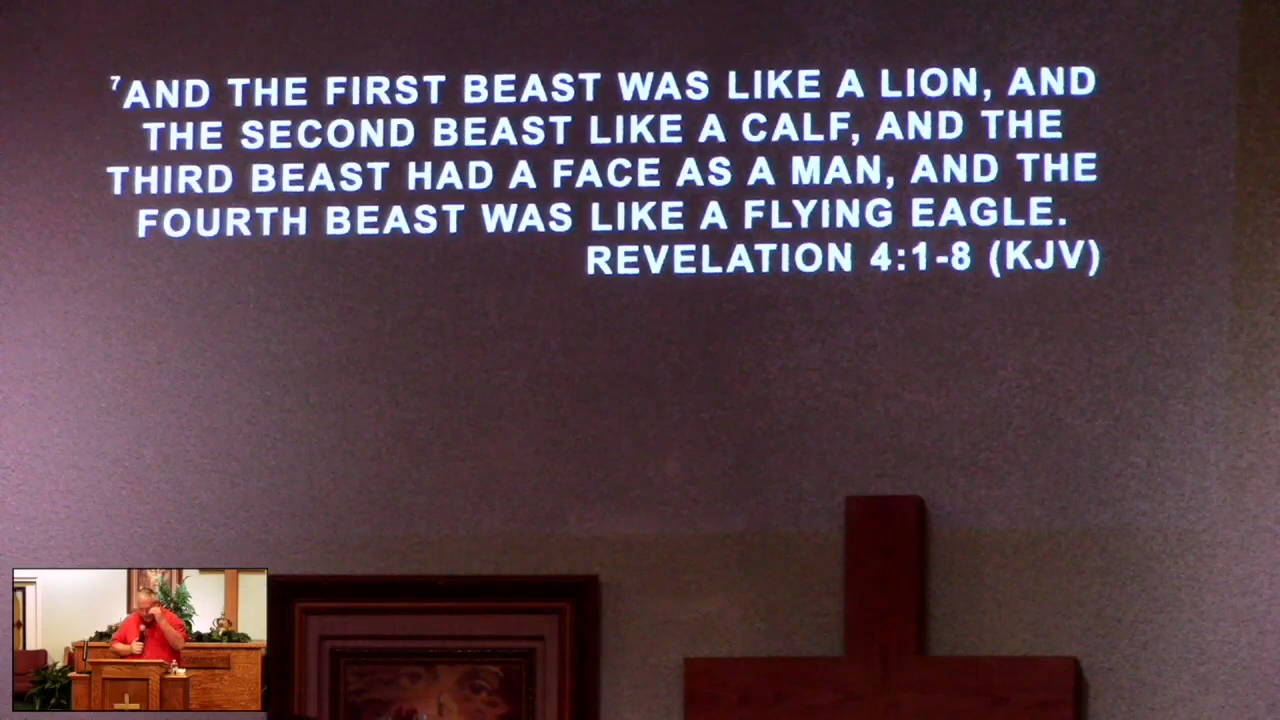 ⁷AND THE FIRST BEAST WAS LIKE A LION, AND
THE SECOND BEAST LIKE A CALF, AND THE
THIRD BEAST HAD A FACE AS A MAN, AND THE
FOURTH BEAST WAS LIKE A FLYING EAGLE.
REVELATION 4:1-8 (KJV)